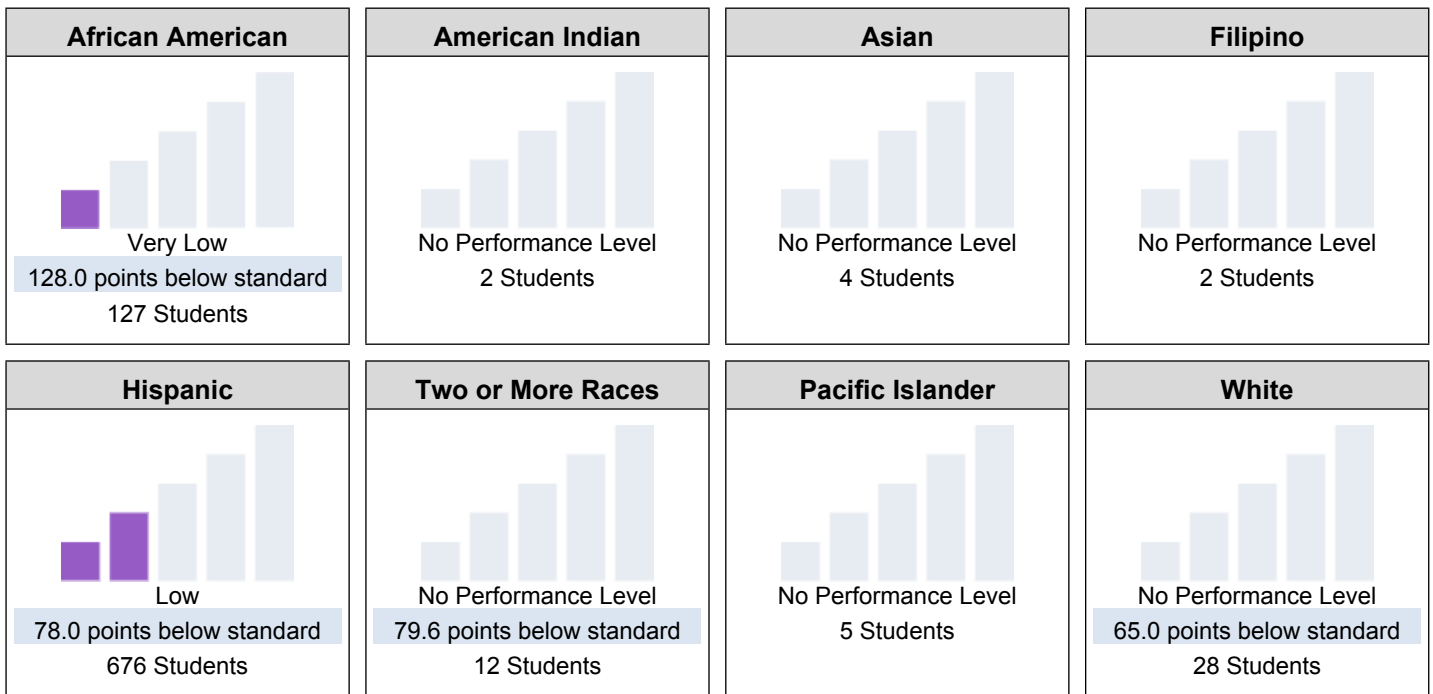 African American
Very Low
128.0 points below standard
127 Students
American Indian
No Performance Level
2 Students
Asian
No Performance Level
4 Students
Filipino
No Performance Level
2 Students
Hispanic
Low
78.0 points below standard
676 Students
Two or More Races
No Performance Level
79.6 points below standard
12 Students
Pacific Islander
No Performance Level
5 Students
White
No Performance Level
65.0 points below standard
28 Students